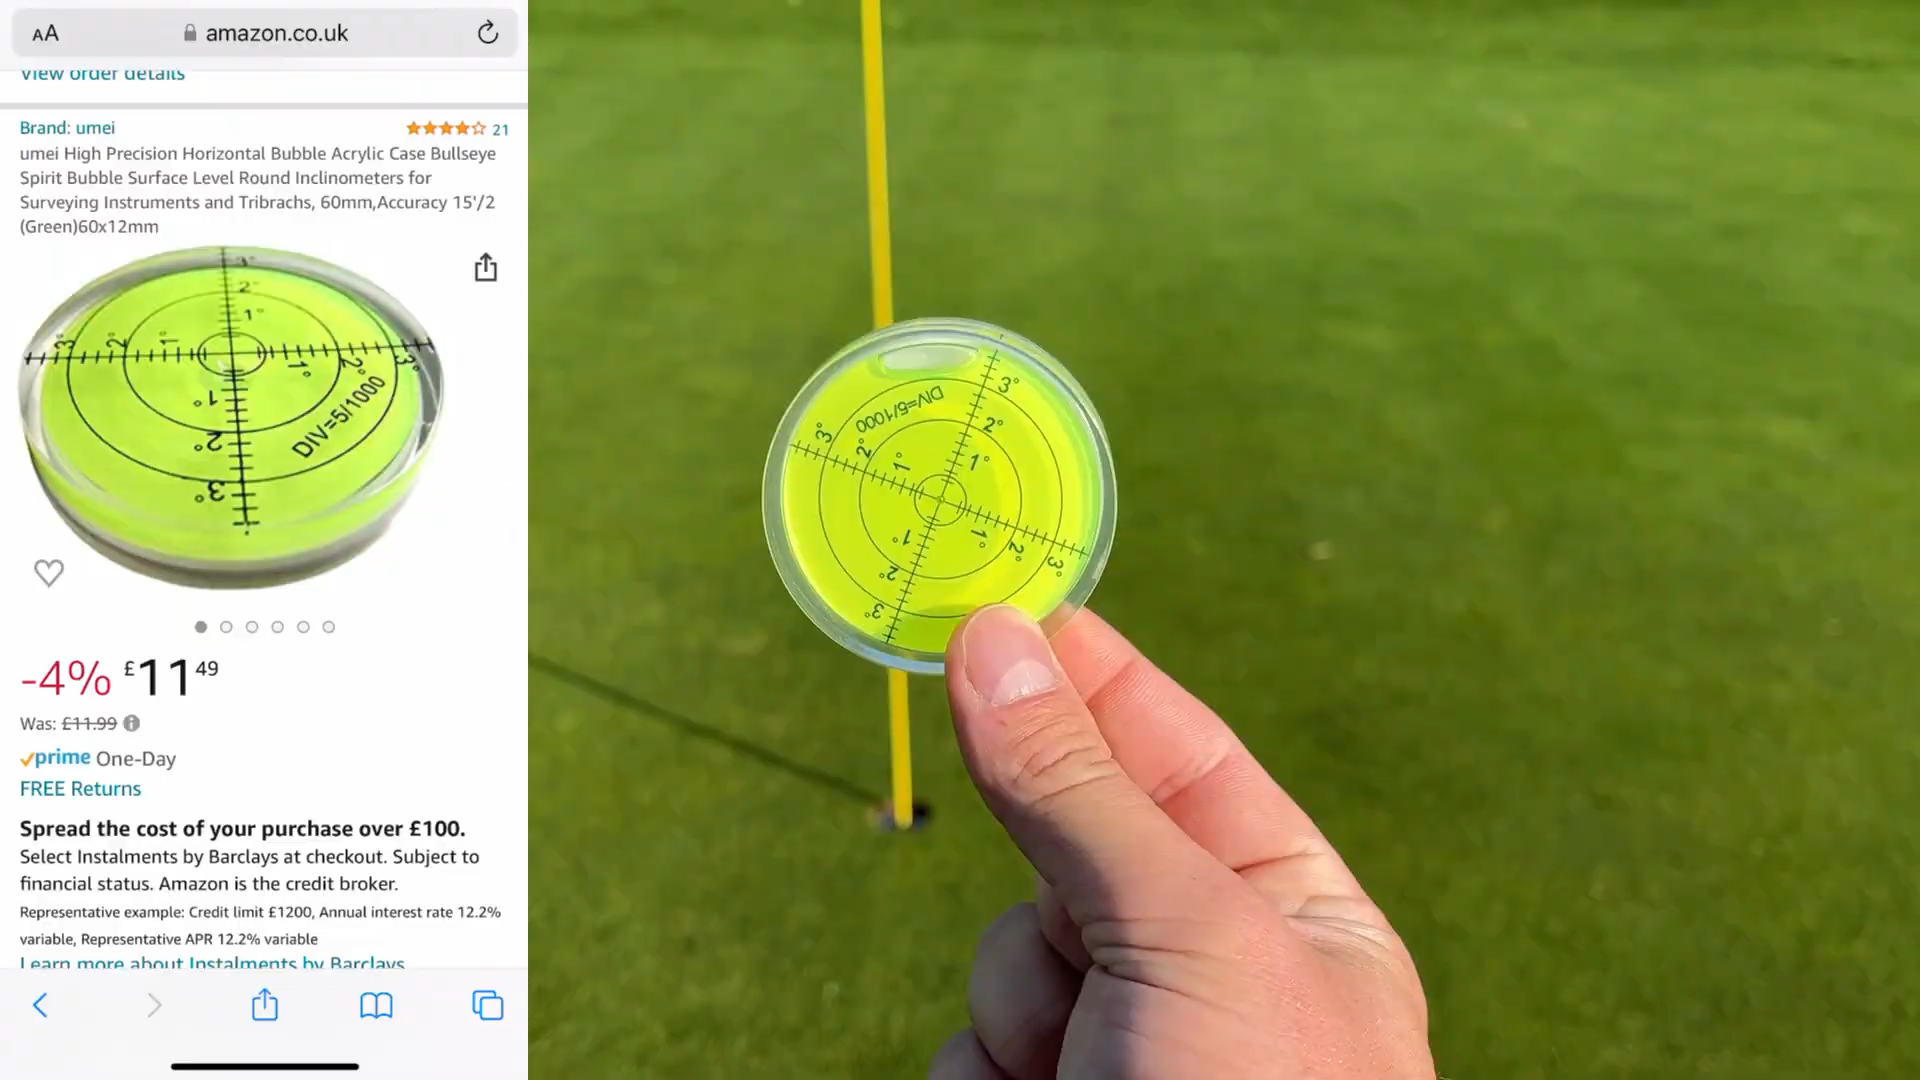 AA
amazon.co.uk
View order details
Brand: umei
21
umei High Precision Horizontal Bubble Acrylic Case Bullseye
Spirit Bubble Surface Level Round Inclinometers for
Surveying Instruments and Tribrachs, 60mm,Accuracy 15'/2
(Green)60x12mm
3°
2°
1°
3°
2°
1°
1°
2°
3°
1°
2°
3°
DIV=5/1000
-4% £11 49
Was: £11.99
prime One-Day
FREE Returns
Spread the cost of your purchase over £100.
Select Instalments by Barclays at checkout. Subject to
financial status. Amazon is the credit broker.
Representative example: Credit limit £1200, Annual interest rate 12.2%
variable, Representative APR 12.2% variable
Learn more about Instalments by Barclays
3°
2°
1°
3°
2°
1°
1°
2°
3°
1°
2°
3°
DIV=5/1000